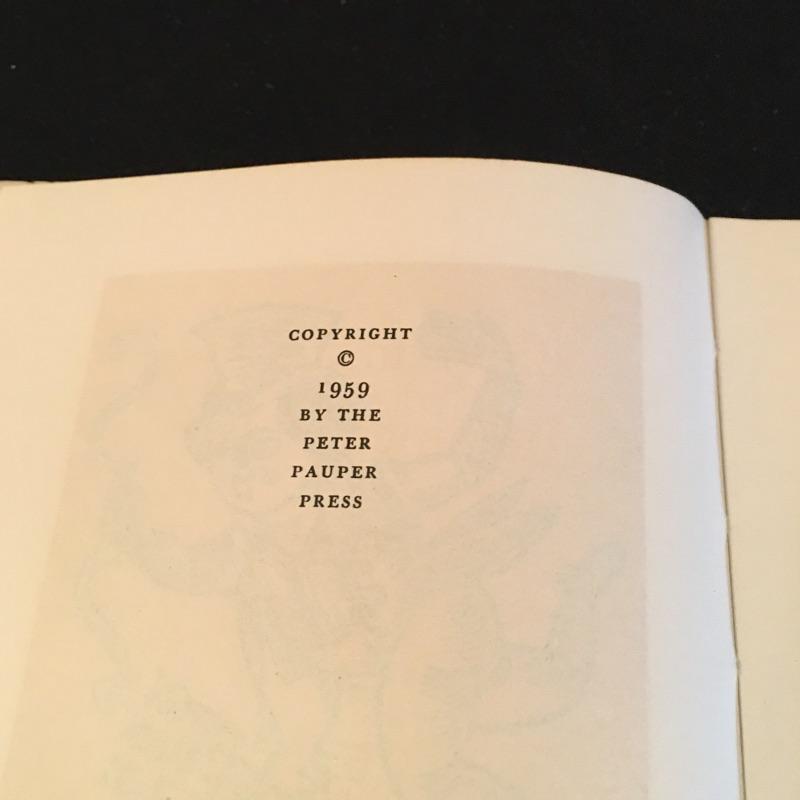 COPYRIGHT
©
1959
BY THE
PETER
PAUPER
PRESS